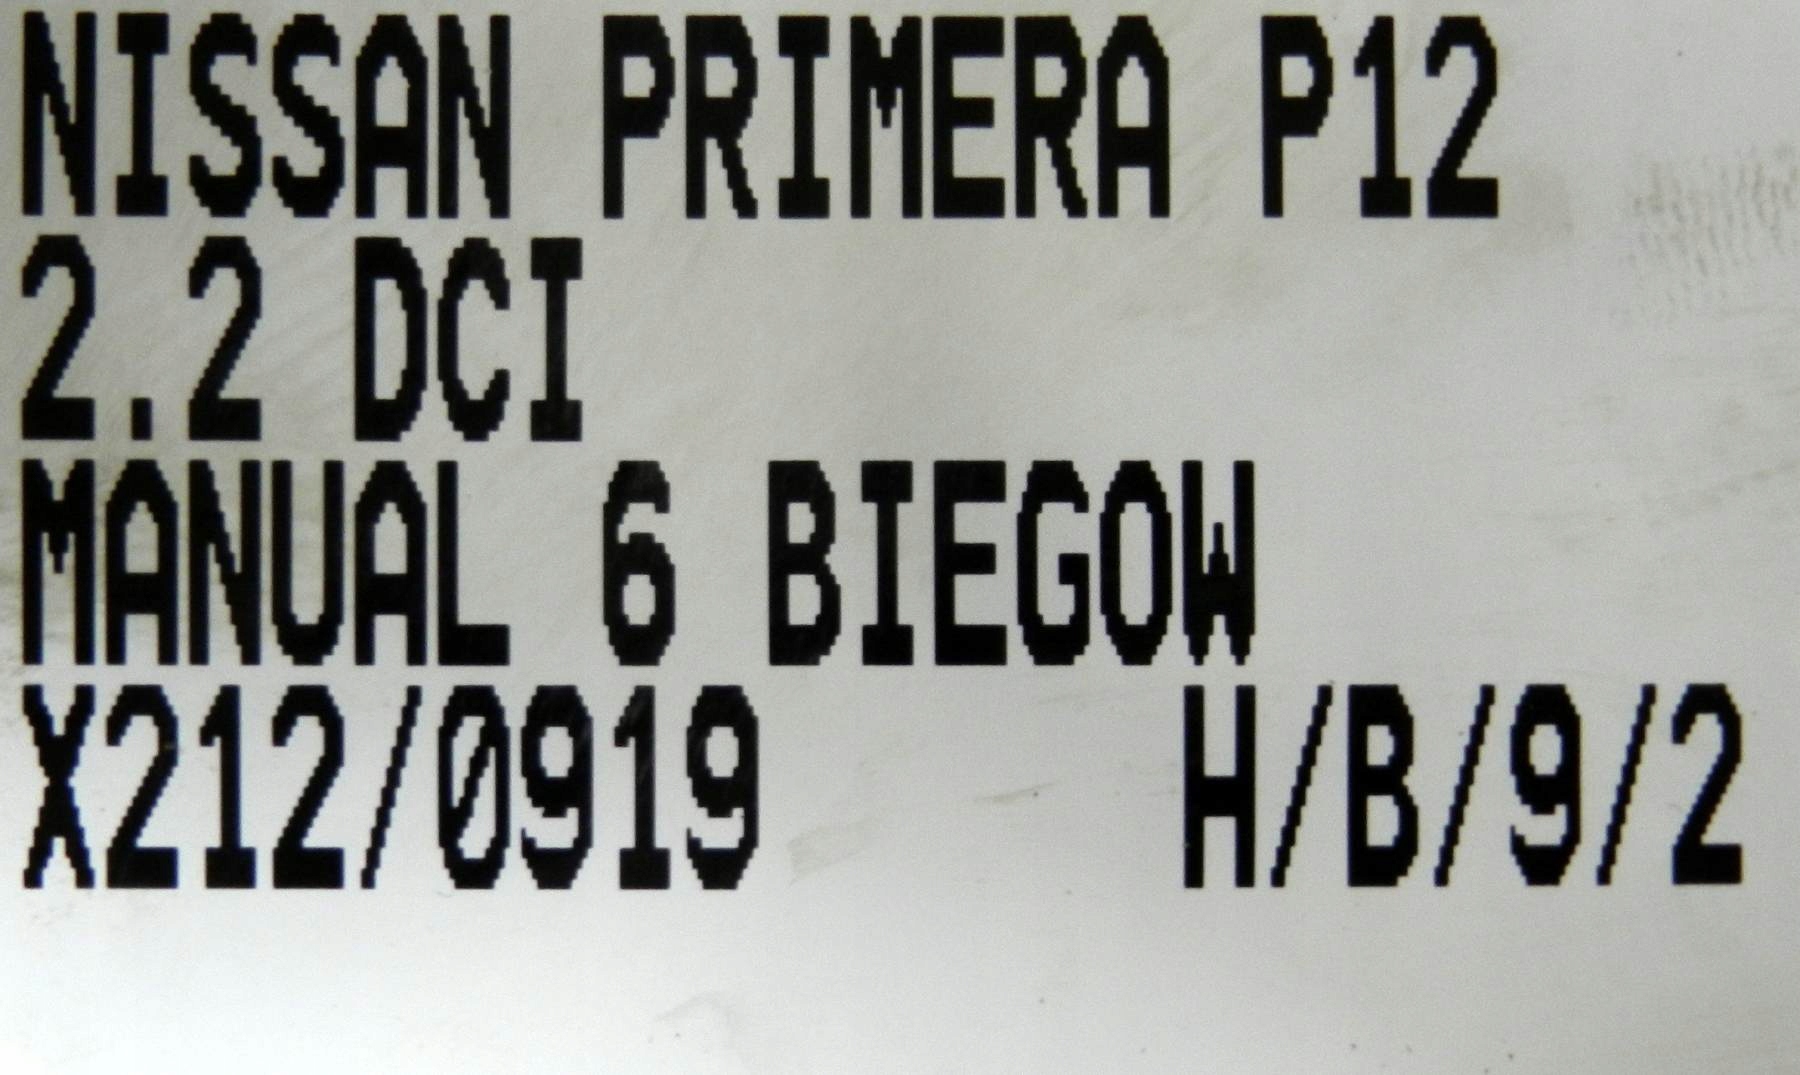 NISSAN PRIMERA P12
2.2 DCI
MANUAL 6 BIEGOW
X212/0919 H/B/9/2